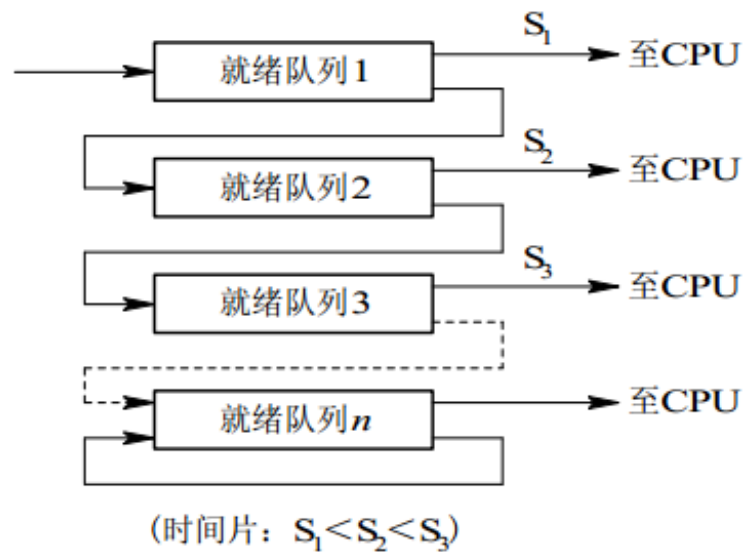 S₁
就绪队列1 至CPU
S₂
就绪队列2 至CPU
S₃
就绪队列3 至CPU
就绪队列n 至CPU
(时间片：S₁<S₂<S₃)